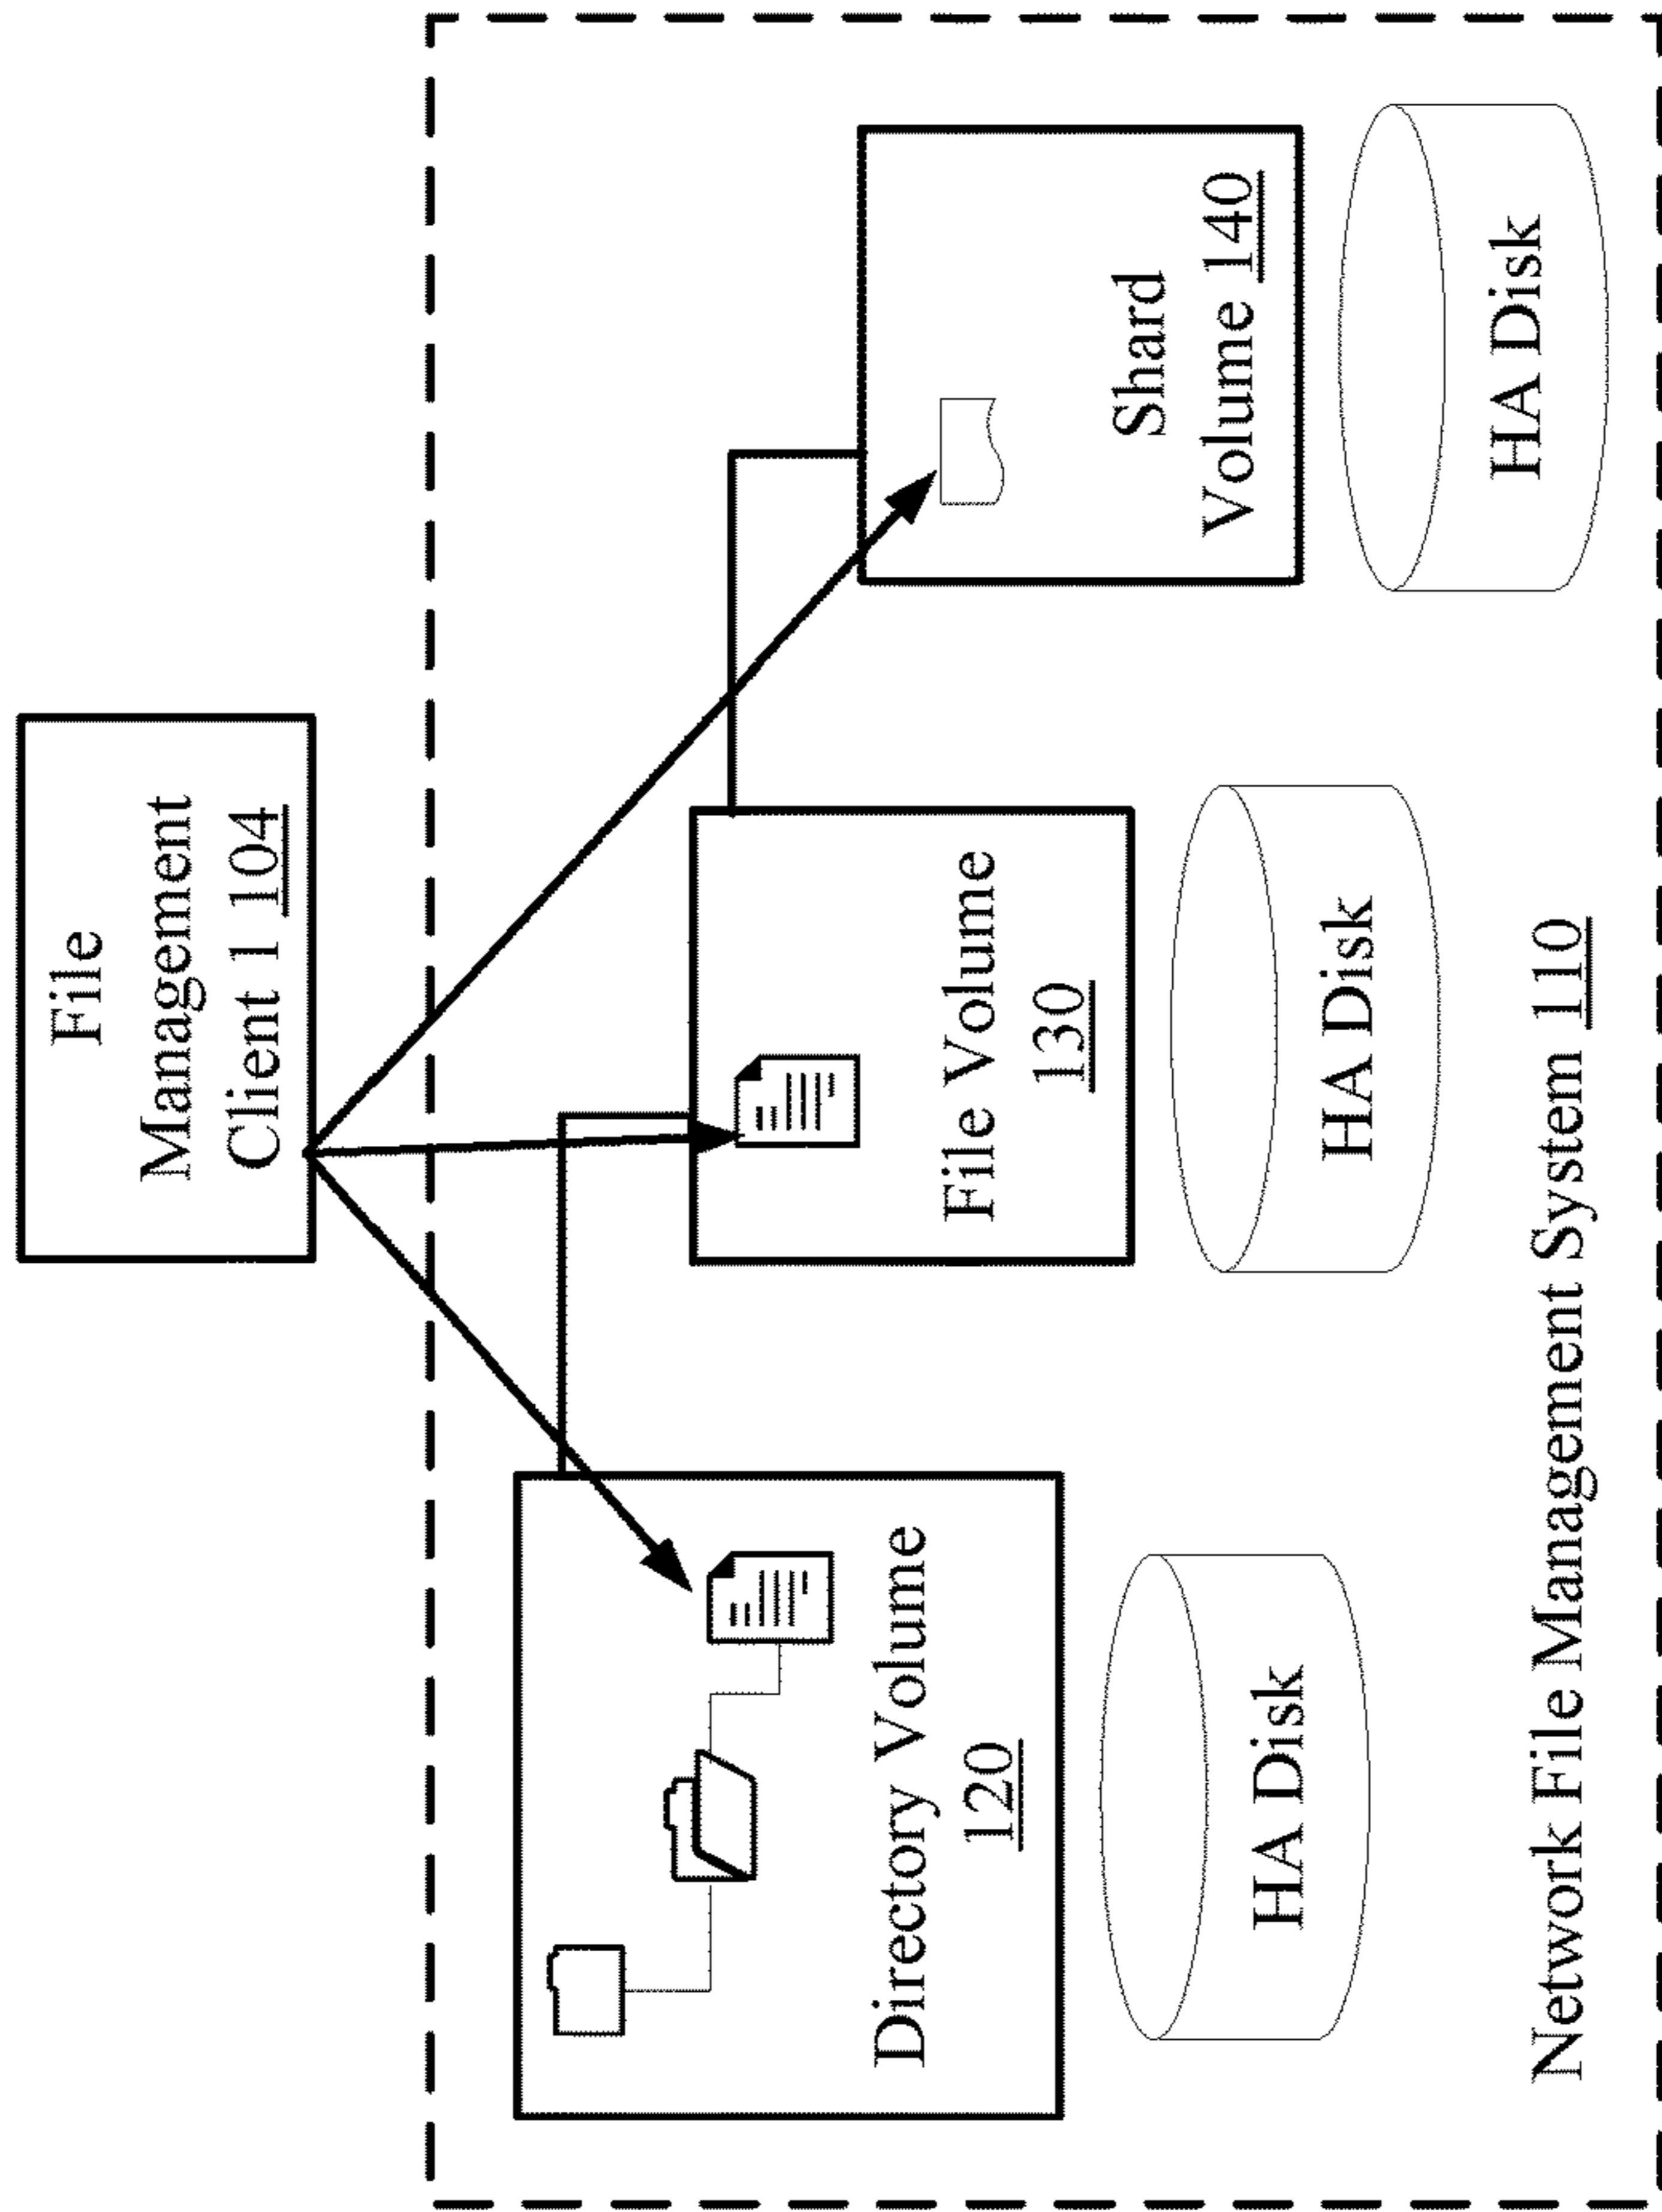 File
Management
Client 1 104
Directory Volume
120
File Volume
130
Shard
Volume 140
HA Disk
HA Disk
HA Disk
Network File Management System 110